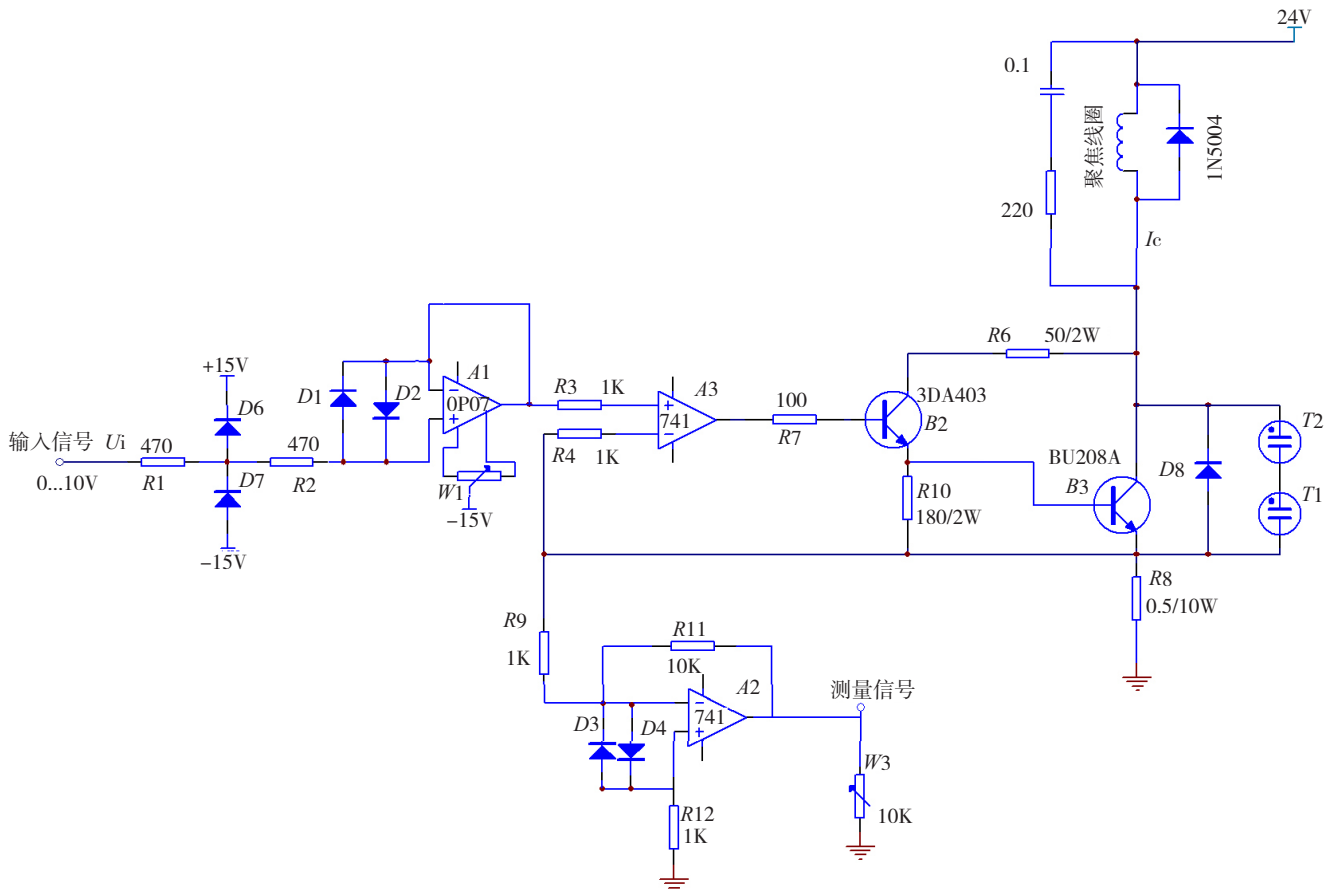 24V
0.1
聚焦线圈
1N5004
220
Ic
R6 50/2W
+15V
D1
D2
A1
0P07
R3 1K
A3
741
100
R7
3DA403
B2
T2
D6
输入信号 Ui
470
470
0...10V
R1
D7
R2
W1
-15V
-15V
R4 1K
BU208A
D8
B3
T1
R10
180/2W
R8
0.5/10W
R9
1K
R11
10K
A2
测量信号
741
D3
D4
W3
10K
R12
1K